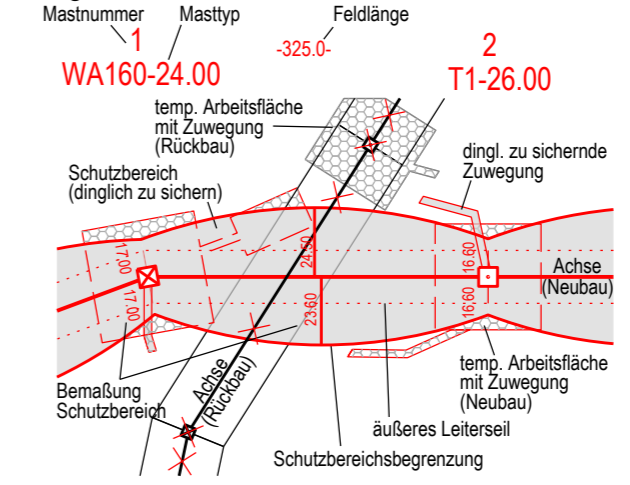 Mastnummer
Masttyp
Feldlänge
1
WA160-24.00
-325.0-
2
T1-26.00
temp. Arbeitsfläche
mit Zuwegung
(Rückbau)
dingl. zu sichernde
Zuwegung
Schutzbereich
(dinglich zu sichern)
17.00
17.00
24.50
23.60
16.60
16.60
Achse
(Neubau)
Achse
(Rückbau)
Bemaßung
Schutzbereich
temp. Arbeitsfläche
mit Zuwegung
(Neubau)
äußeres Leiterseil
Schutzbereichsbegrenzung